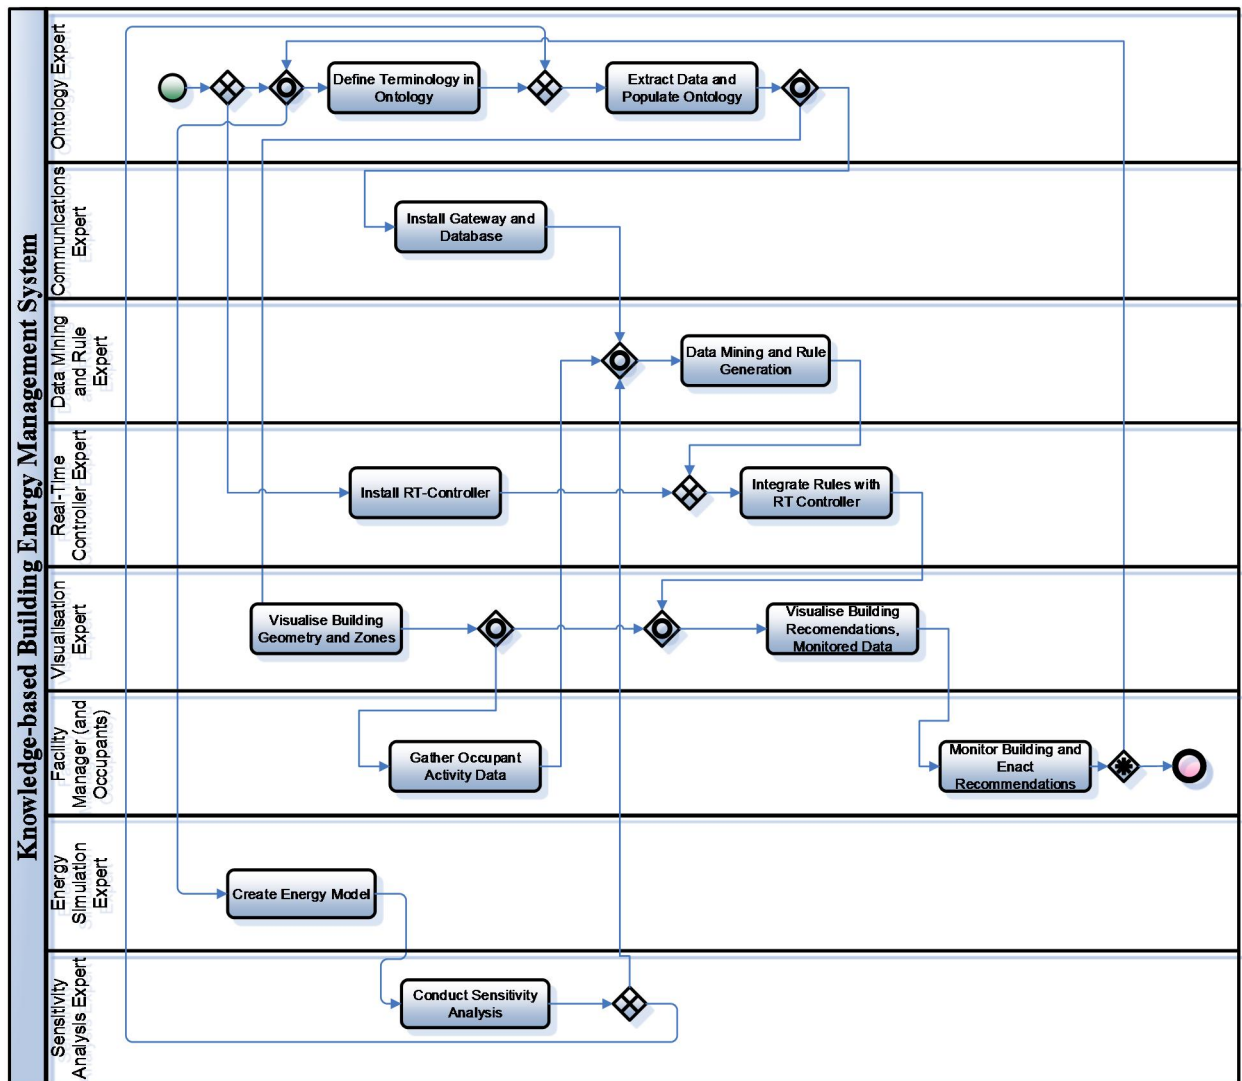 Knowledge-based Building Energy Management System
Ontology Expert
Define Terminology in
Ontology
Extract Data and
Populate Ontology
Communications
Expert
Install Gateway and
Database
Data Mining
and Rule
Expert
Data Mining and Rule
Generation
Real-Time
Controller Expert
Install RT-Controller
Integrate Rules with
RT Controller
Visualisation
Expert
Visualise Building
Geometry and Zones
Visualise Building
Recomendations,
Monitored Data
Facility
Manager (and
Occupants)
Gather Occupant
Activity Data
Monitor Building and
Enact
Recommendations
Energy
Simulation
Expert
Create Energy Model
Sensitivity
Analysis Expert
Conduct Sensitivity
Analysis